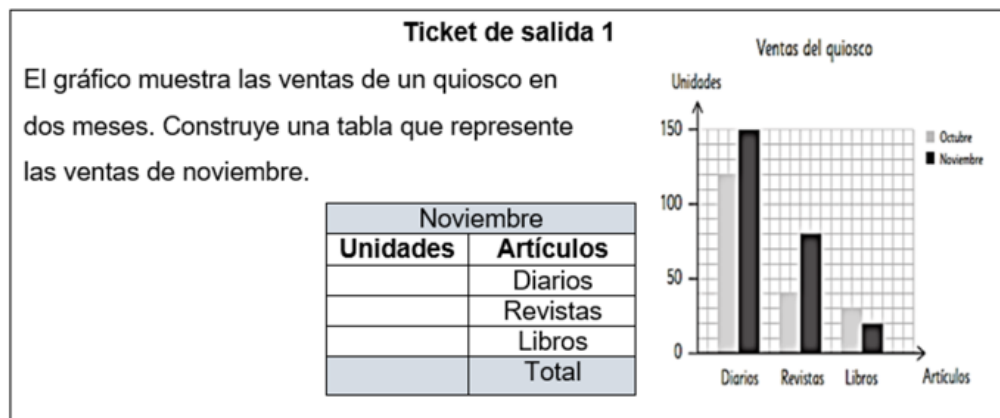 Ticket de salida 1
El gráfico muestra las ventas de un quiosco en
dos meses. Construye una tabla que represente
las ventas de noviembre.
Noviembre
Unidades Artículos
Diarios
Revistas
Libros
Total
Ventas del quiosco
Unidades
150
100
50
0
Octubre
Noviembre
Diarios Revistas Libros Artículos